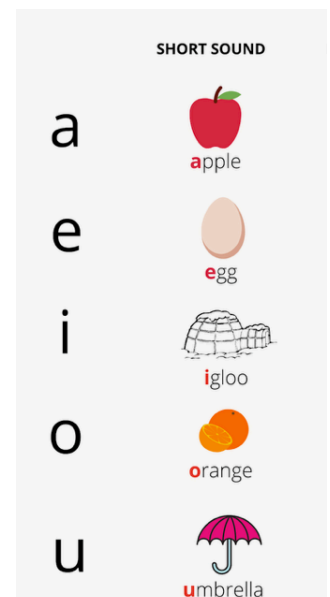 SHORT SOUND
a
apple
e
egg
i
igloo
o
orange
u
umbrella